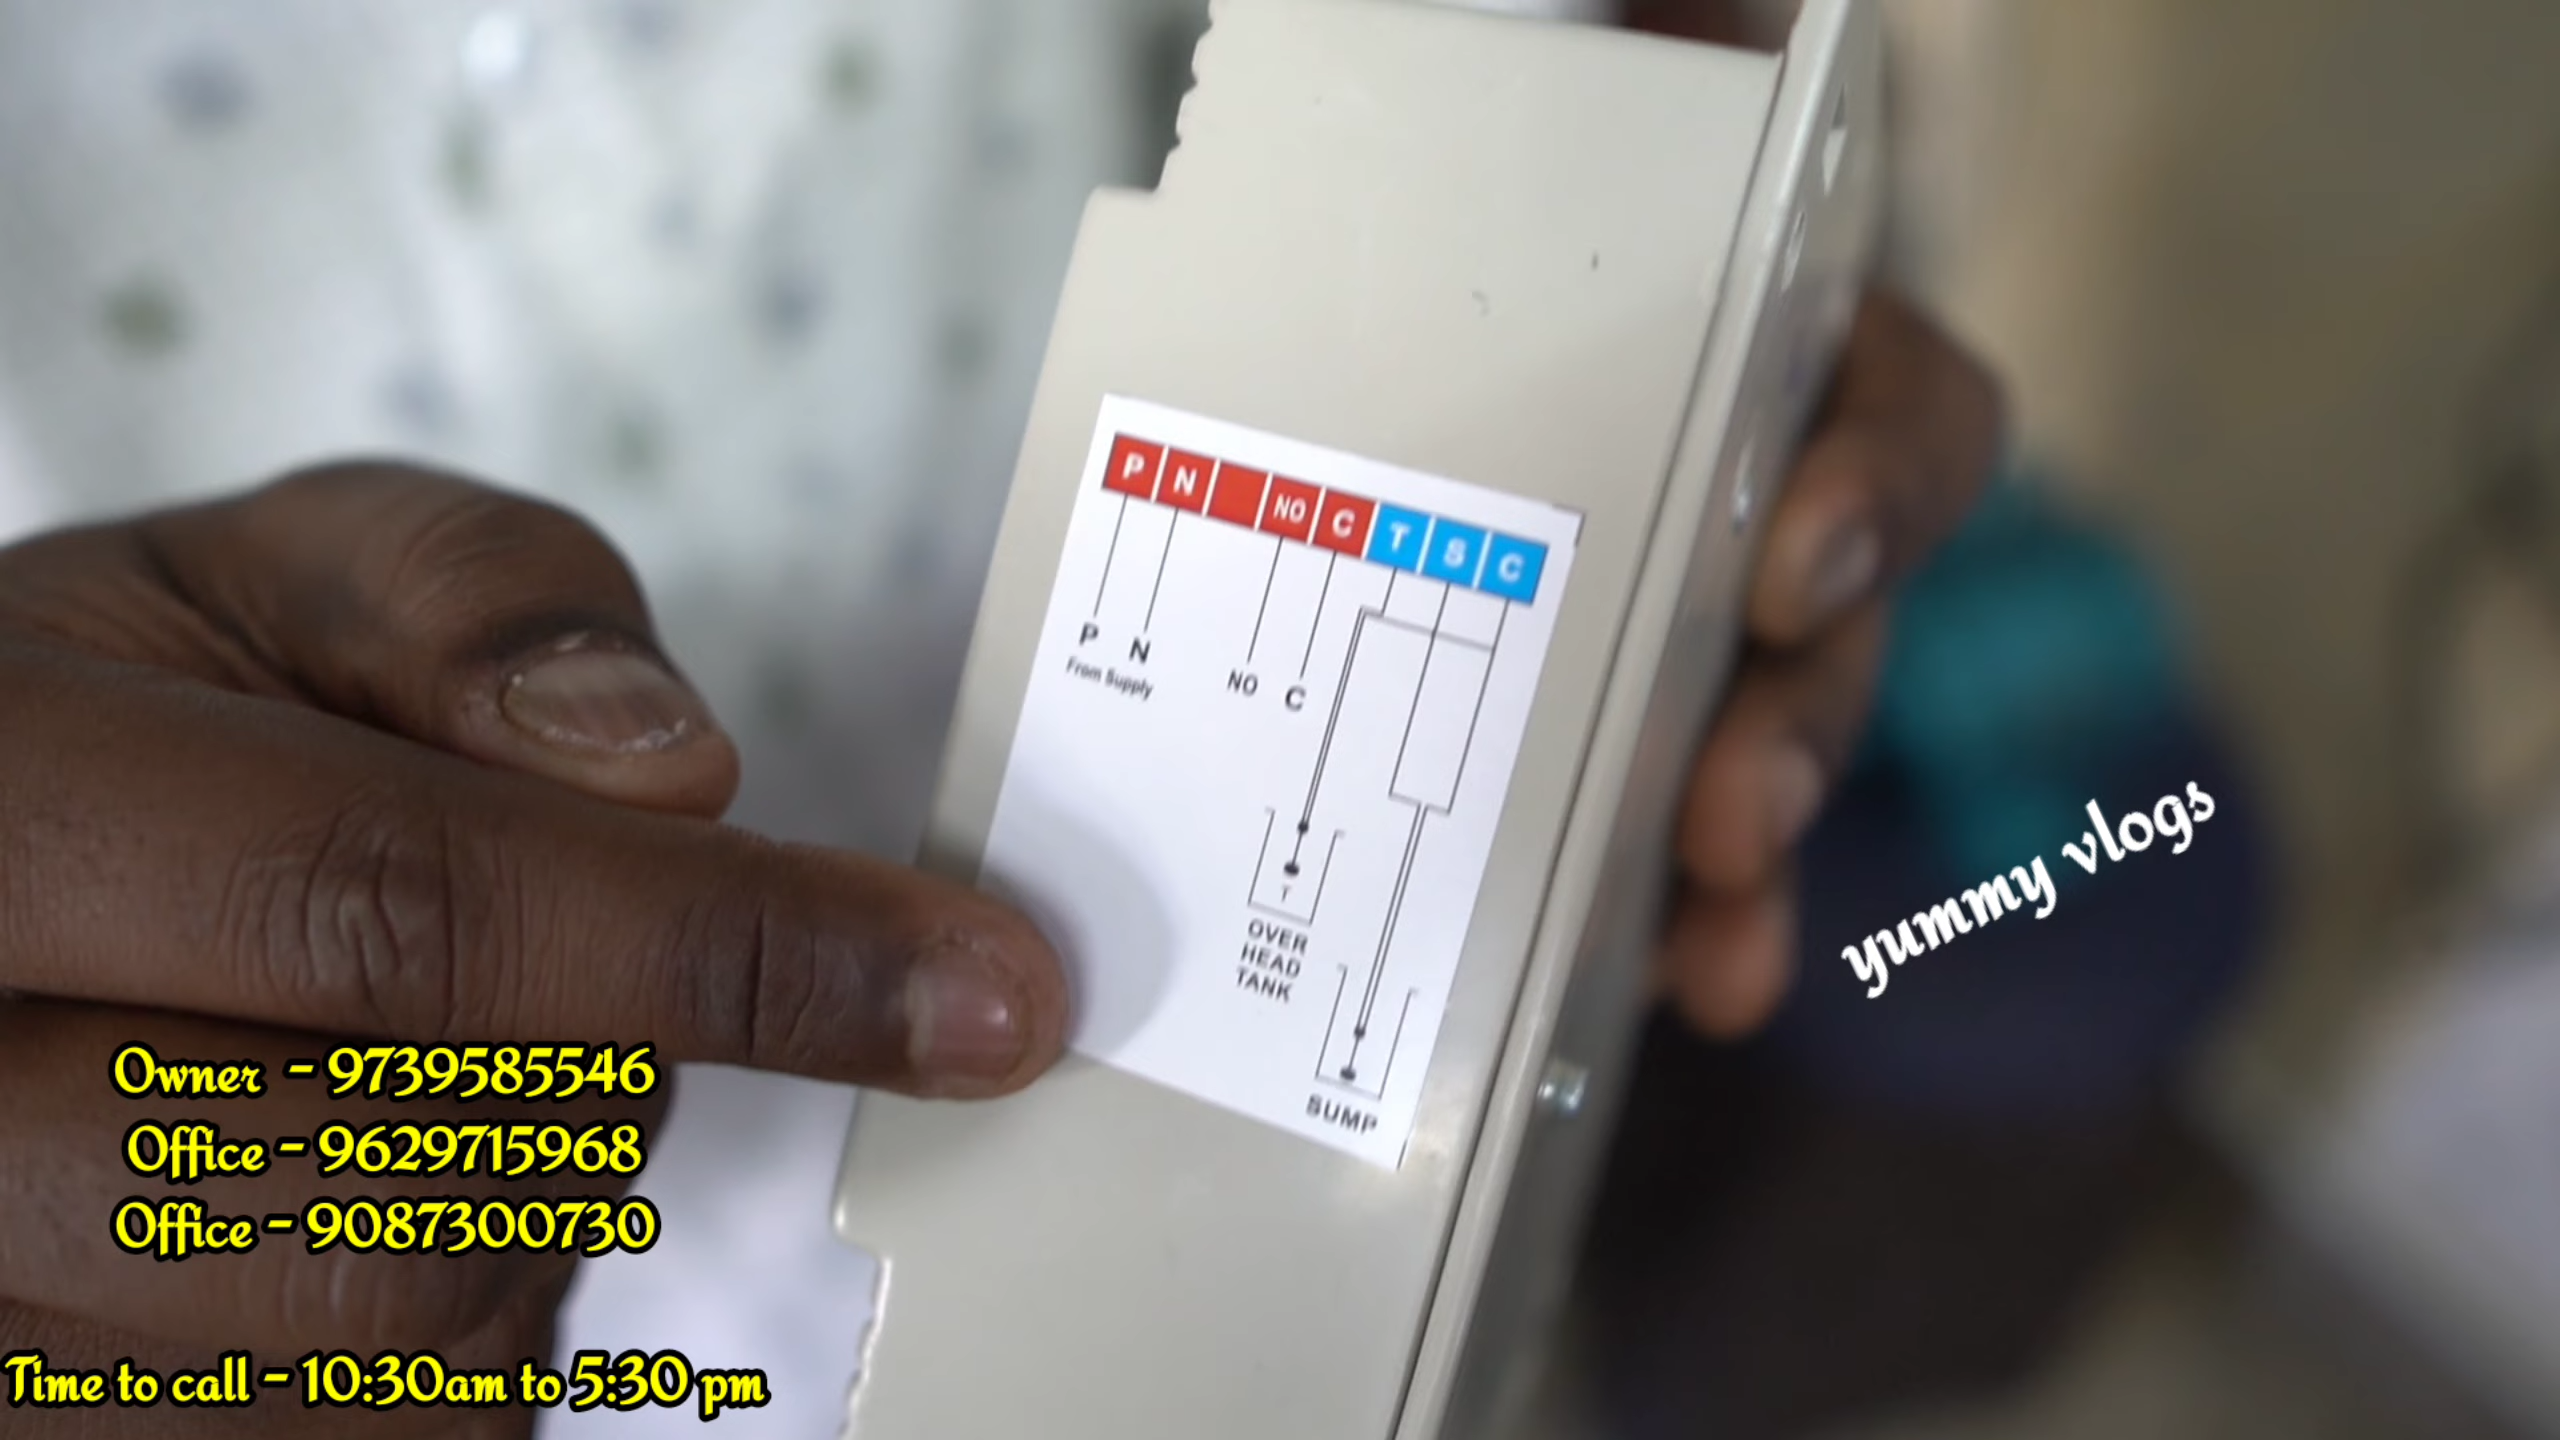 P N NO C T S C
P N
From Supply
NO C
T
OVER
HEAD
TANK
SUMP
yummy vlogs
Owner - 9739585546
Office - 9629715968
Office - 9087300730
Time to call - 10:30am to 5:30 pm